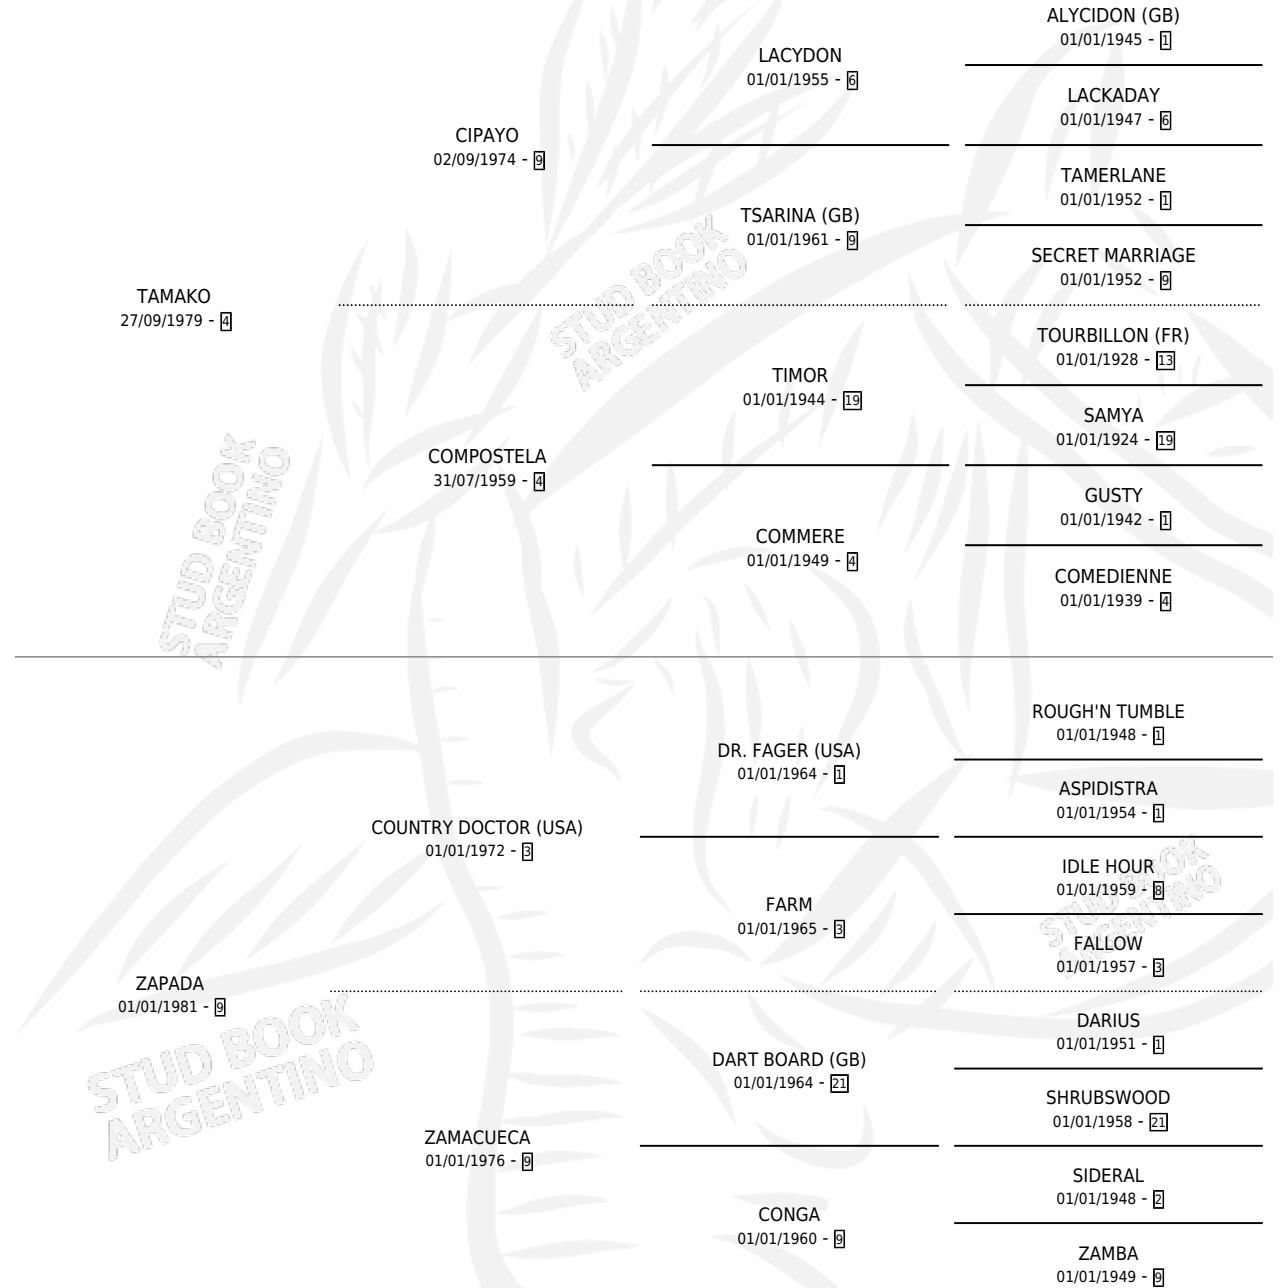 ALYCIDON (GB)
01/01/1945 - 1
LACYDON
01/01/1955 - 6
LACKADAY
01/01/1947 - 6
CIPAYO
02/09/1974 - 9
TAMERLANE
01/01/1952 - 1
TSARINA (GB)
01/01/1961 - 9
SECRET MARRIAGE
01/01/1952 - 9
TAMAKO
27/09/1979 - 4
STUD BOOK
ARGENTINO
TOURBILLON (FR)
01/01/1928 - 13
TIMOR
01/01/1944 - 19
SAMYA
01/01/1924 - 19
COMPOSTELA
31/07/1959 - 4
GUSTY
01/01/1942 - 1
COMMERE
01/01/1949 - 4
COMEDIENNE
01/01/1939 - 4
STUD BOOK
ARGENTINO
ROUGH'N TUMBLE
01/01/1948 - 1
DR. FAGER (USA)
01/01/1964 - 1
ASPIDISTRA
01/01/1954 - 1
COUNTRY DOCTOR (USA)
01/01/1972 - 3
IDLE HOUR
01/01/1959 - 8
FARM
01/01/1965 - 3
FALLOW
01/01/1957 - 3
STUD BOOK
ARGENTINO
ZAPADA
01/01/1981 - 9
DARIUS
01/01/1951 - 1
DART BOARD (GB)
01/01/1964 - 21
SHRUBSWOOD
01/01/1958 - 21
STUD BOOK
ARGENTINO
ZAMACUECA
01/01/1976 - 9
SIDERAL
01/01/1948 - 2
CONGA
01/01/1960 - 9
ZAMBA
01/01/1949 - 9